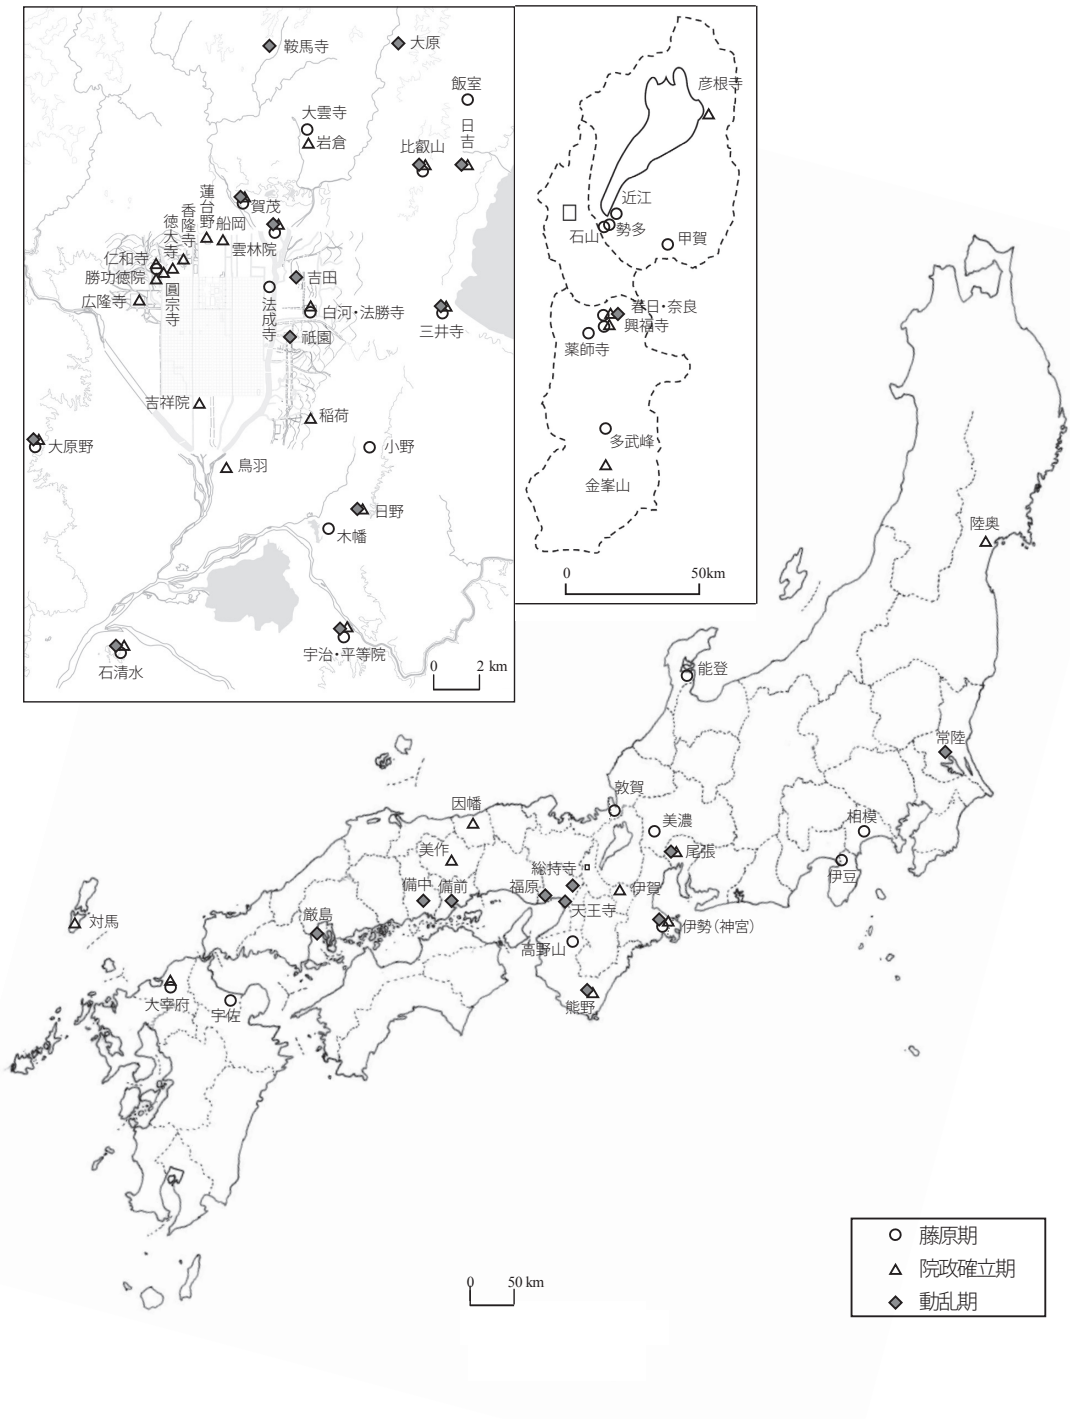 鞍馬寺
大原
飯室
大雲寺
岩倉
日吉
比叡山
蓮台野
賀茂
香隆寺
船岡
徳大寺
雲林院
仁和寺
勝功徳院
圓宗寺
広隆寺
吉田
法成寺
白河・法勝寺
三井寺
祇園
吉祥院
稲荷
大原野
小野
鳥羽
日野
木幡
宇治・平等院
石清水
0 2 km
彦根寺
近江
石山
勢多
甲賀
春日・奈良
興福寺
薬師寺
多武峰
金峯山
0 50km
陸奥
能登
常陸
敦賀
因幡
美濃
相模
美作
尾張
伊豆
総持寺
備中
備前
福原
伊賀
天王寺
厳島
対馬
伊勢（神宮）
高野山
大宰府
宇佐
熊野
0 50 km
藤原期
院政確立期
動乱期